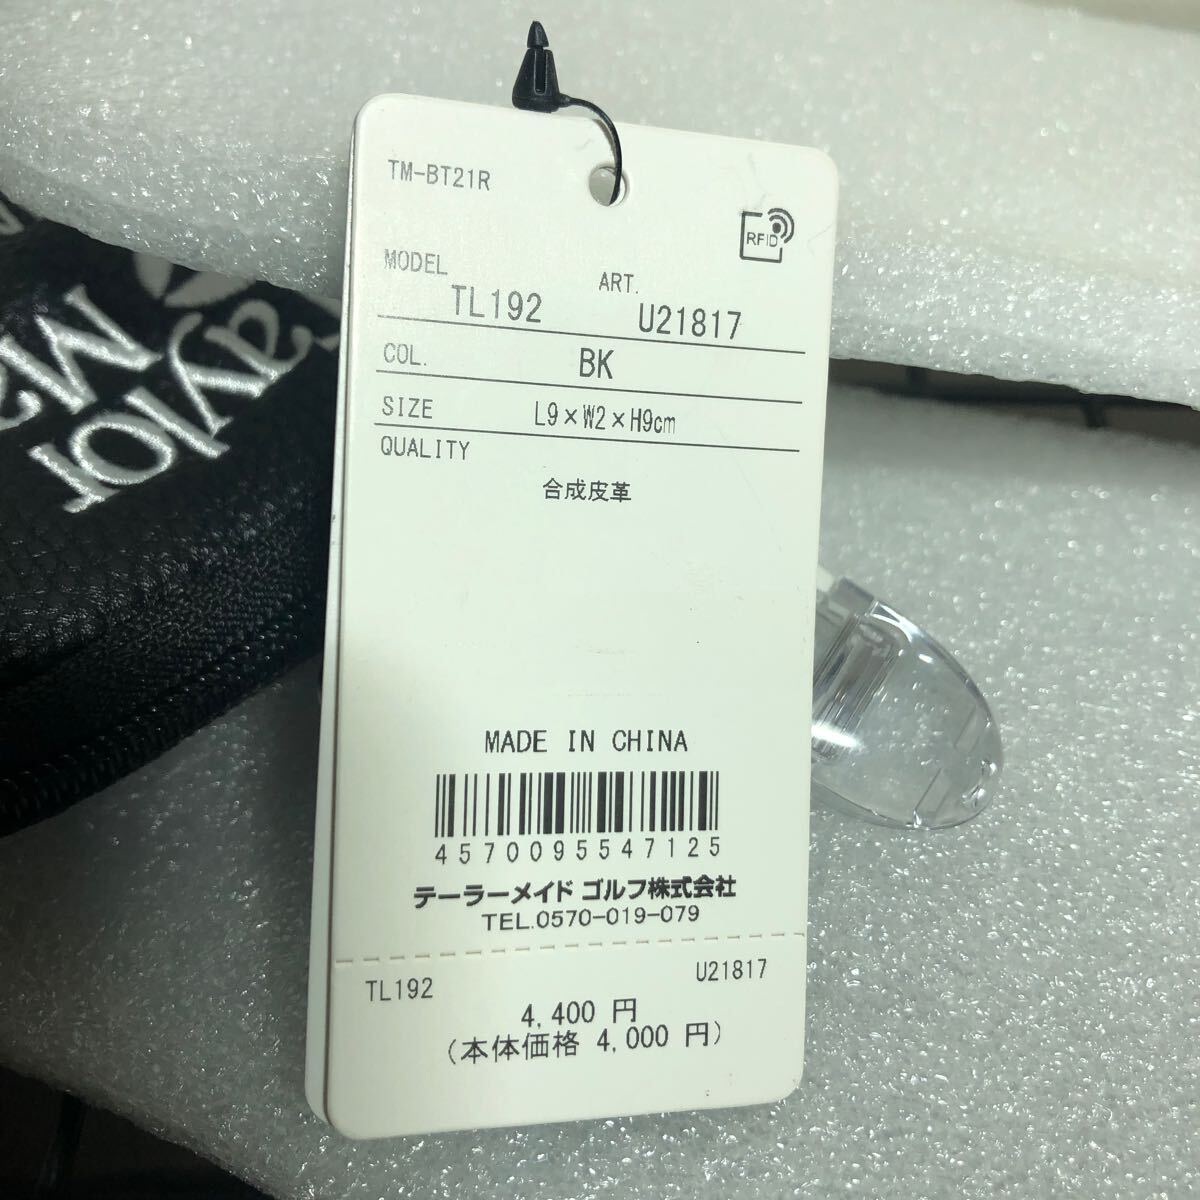 TM-BT21R
RFID
MODEL TL192 ART. U21817
COL. BK
SIZE L9×W2×H9cm
QUALITY
合成皮革
MADE IN CHINA
4570095547125
テーラーメイド ゴルフ株式会社
TEL.0570-019-079
TL192 U21817
4,400 円
(本体価格 4,000 円)
Taylor
Ma